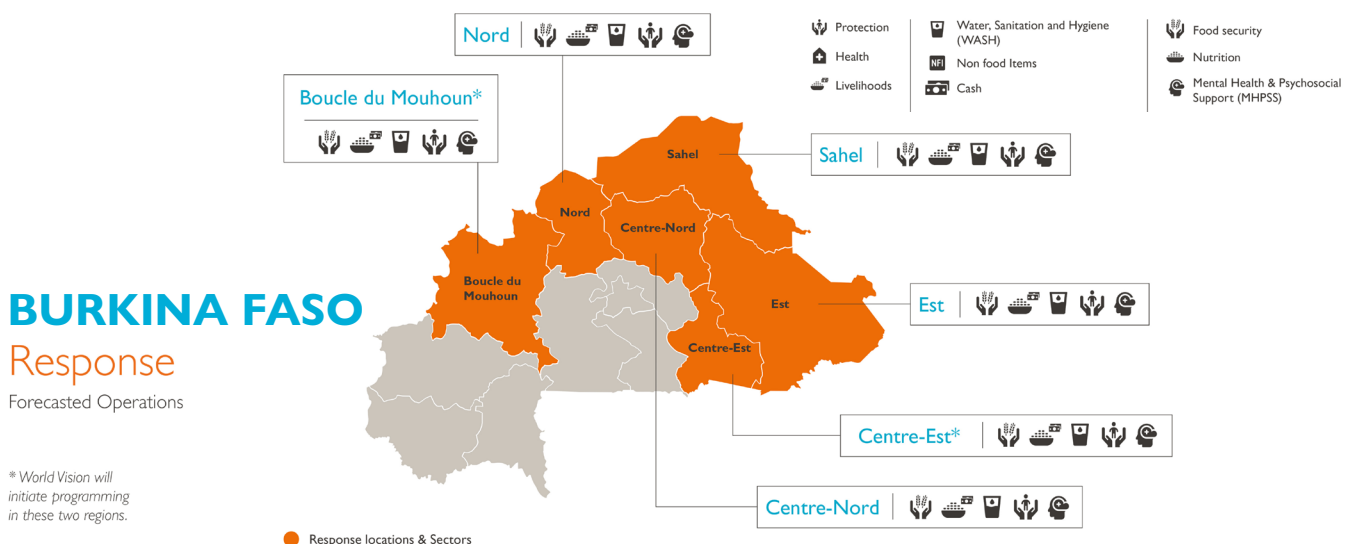 Nord
Boucle du Mouhoun*
Protection
Health
Livelihoods
Water, Sanitation and Hygiene
(WASH)
NFI
Non food Items
Cash
Food security
Nutrition
Mental Health & Psychosocial
Support (MHPSS)
Sahel
Sahel
Nord
Centre-Nord
Boucle du
Mouhoun
Est
Centre-Est
Est
BURKINA FASO
Response
Forecasted Operations
Centre-Est*
Centre-Nord
* World Vision will
initiate programming
in these two regions.
Response locations & Sectors